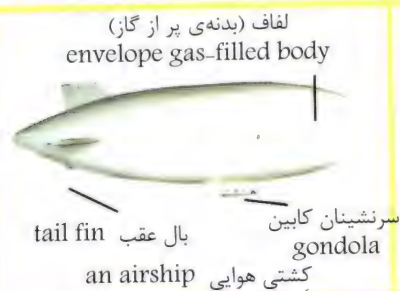 لفاف (بدنه‌ی پر از گاز)
envelope gas-filled body
سرنشینان کابین
gondola
بال عقب tail fin
کشتی هوایی an airship